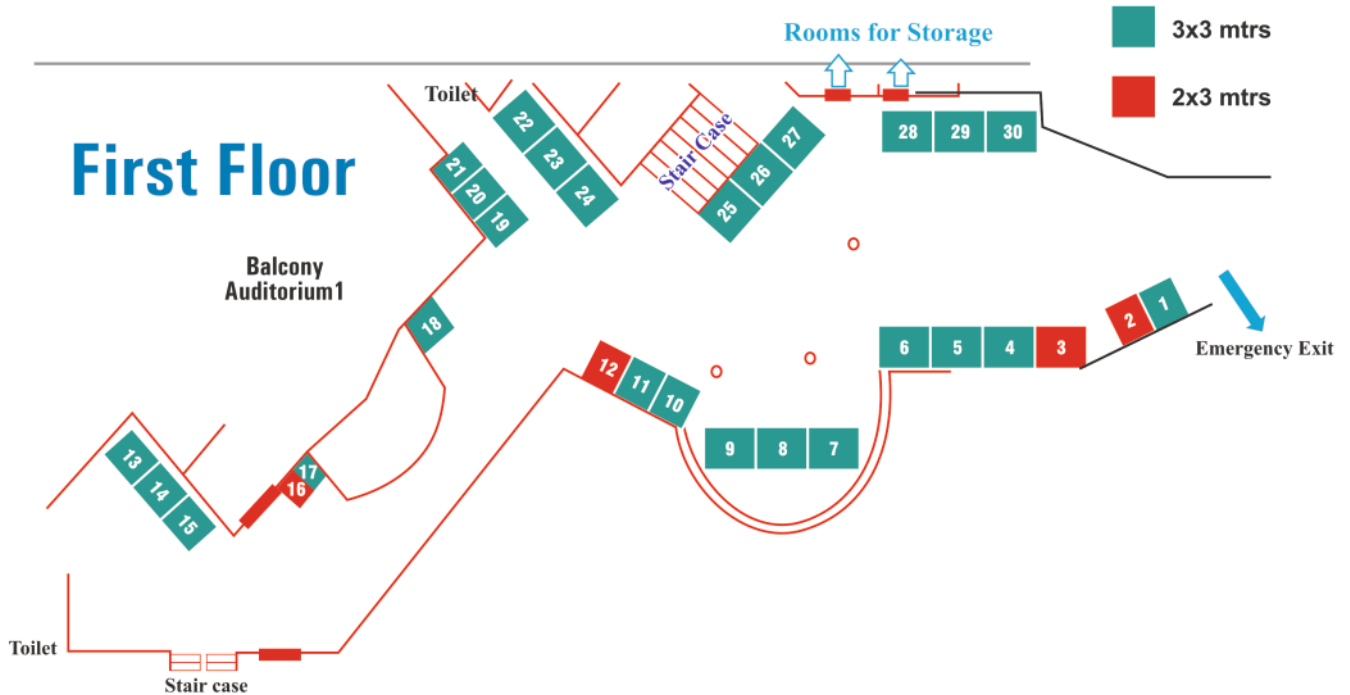 Rooms for Storage
3x3 mtrs
2x3 mtrs
Toilet
First Floor
Stair Case
22
23
24
21
20
19
25
26
27
28
29
30
Balcony
Auditorium1
18
1
2
Emergency Exit
6
5
4
3
12
11
10
9
8
7
13
14
15
17
16
Toilet
Stair case